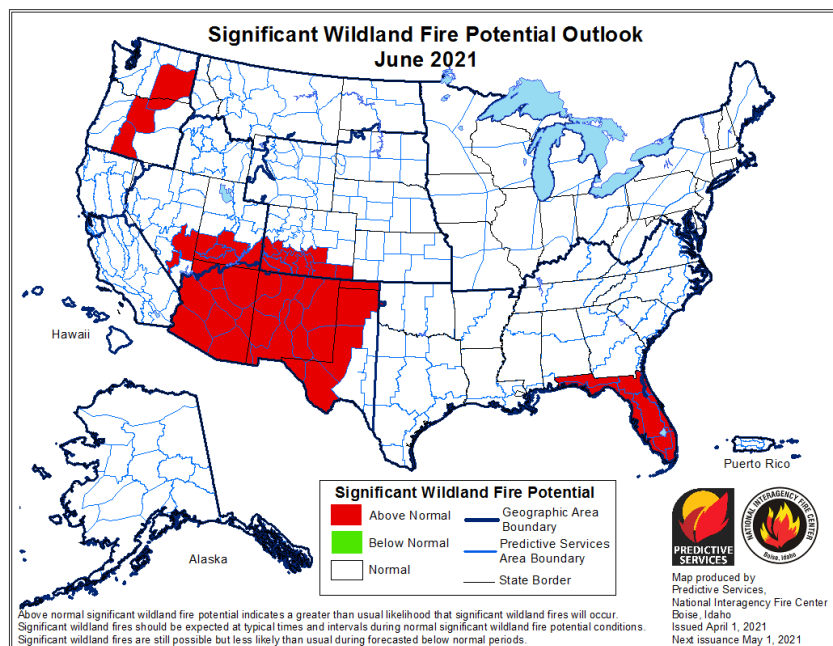 Significant Wildland Fire Potential Outlook
June 2021
Hawaii
Alaska
Puerto Rico
Significant Wildland Fire Potential
Above Normal
Below Normal
Normal
Geographic Area
Boundary
Predictive Services
Area Boundary
State Border
PREDICTIVE
SERVICES
NATIONAL INTERAGENCY FIRE CENTER
Boise, Idaho
Map produced by
Predictive Services,
National Interagency Fire Center
Boise, Idaho
Issued April 1, 2021
Next issuance May 1, 2021
Above normal significant wildland fire potential indicates a greater than usual likelihood that significant wildland fires will occur.
Significant wildland fires should be expected at typical times and intervals during normal significant wildland fire potential conditions.
Significant wildland fires are still possible but less likely than usual during forecasted below normal periods.